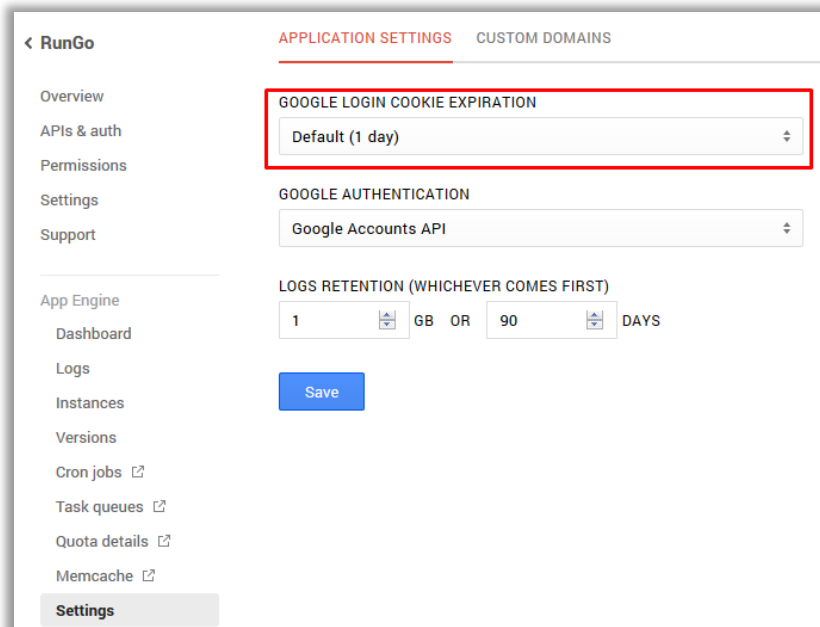 RunGo
Overview
APIs & auth
Permissions
Settings
Support
App Engine
Dashboard
Logs
Instances
Versions
Cron jobs
Task queues
Quota details
Memcache
Settings
APPLICATION SETTINGS CUSTOM DOMAINS
GOOGLE LOGIN COOKIE EXPIRATION
Default (1 day)
GOOGLE AUTHENTICATION
Google Accounts API
LOGS RETENTION (WHICHEVER COMES FIRST)
1 GB OR 90 DAYS
Save